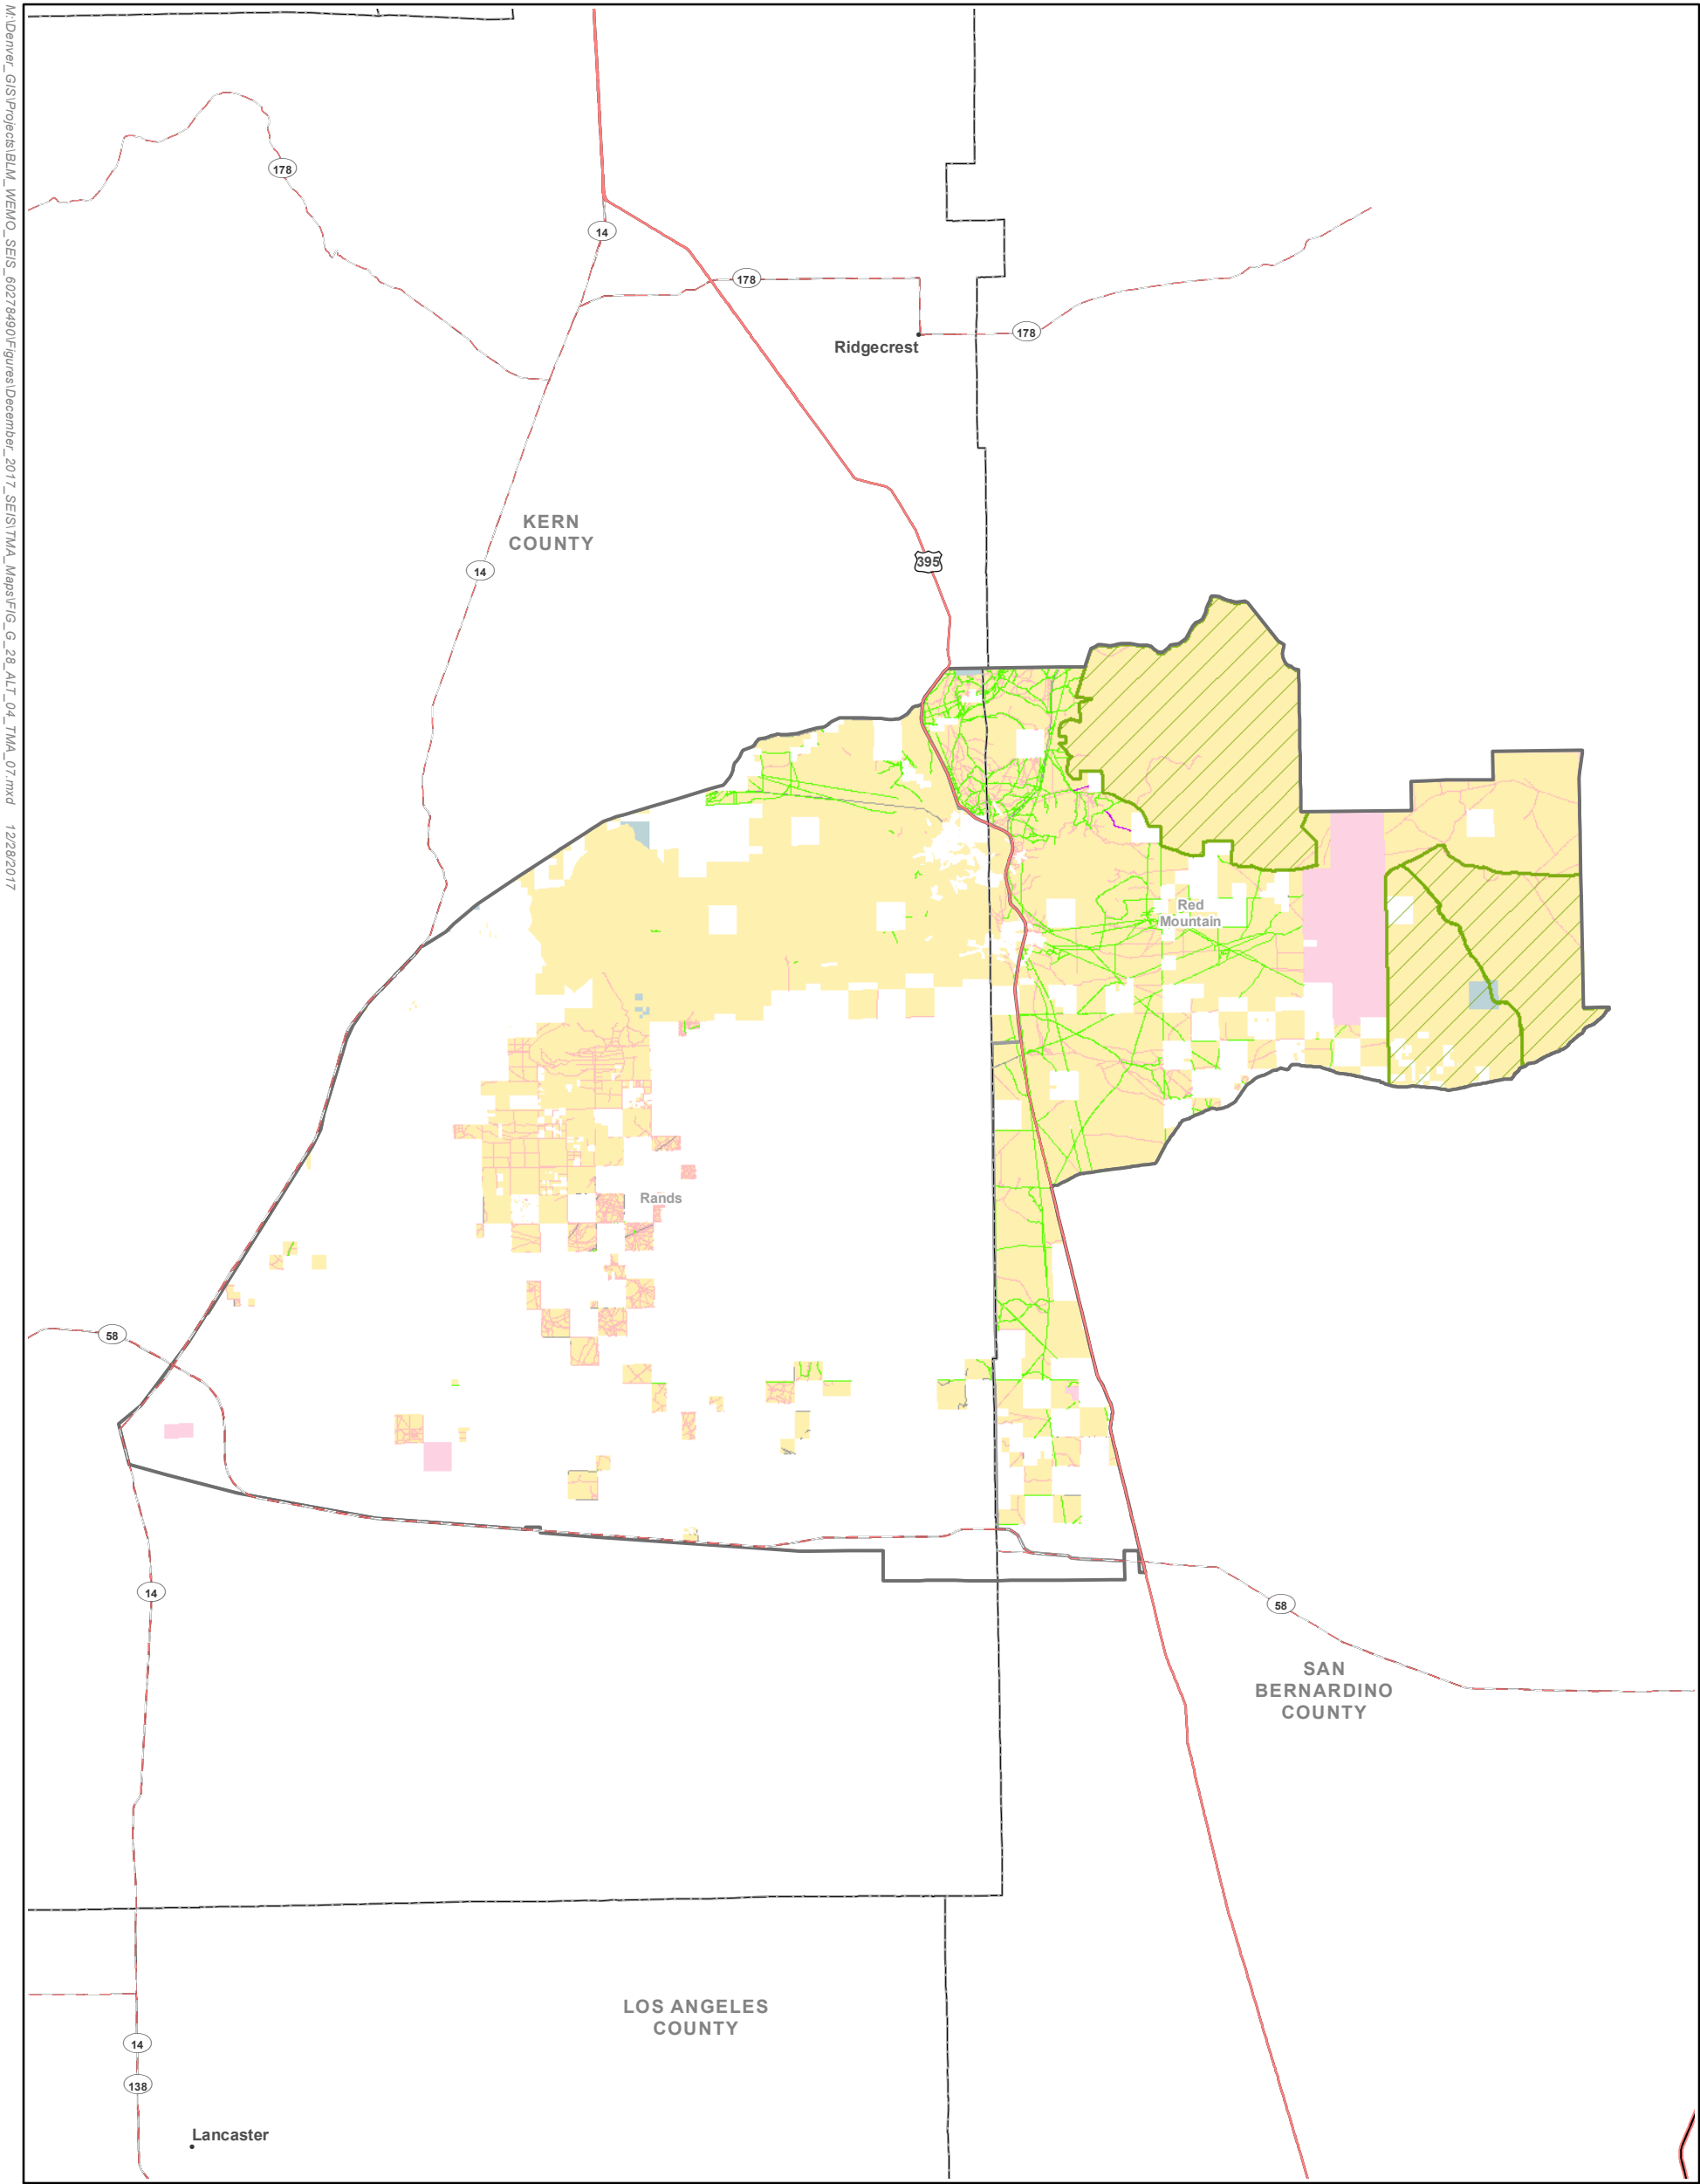 M:\Denver_GIS\Projects\BLM_WEMO_SEIS_60278490\Figures\December_2017_SEIS\TMA_Maps\FIG_G_28_ALT_04_TMA_07.mxd 12/28/2017
178
14
178
178
Ridgecrest
KERN
COUNTY
395
14
Red
Mountain
Rands
58
14
58
SAN
BERNARDINO
COUNTY
LOS ANGELES
COUNTY
14
138
Lancaster